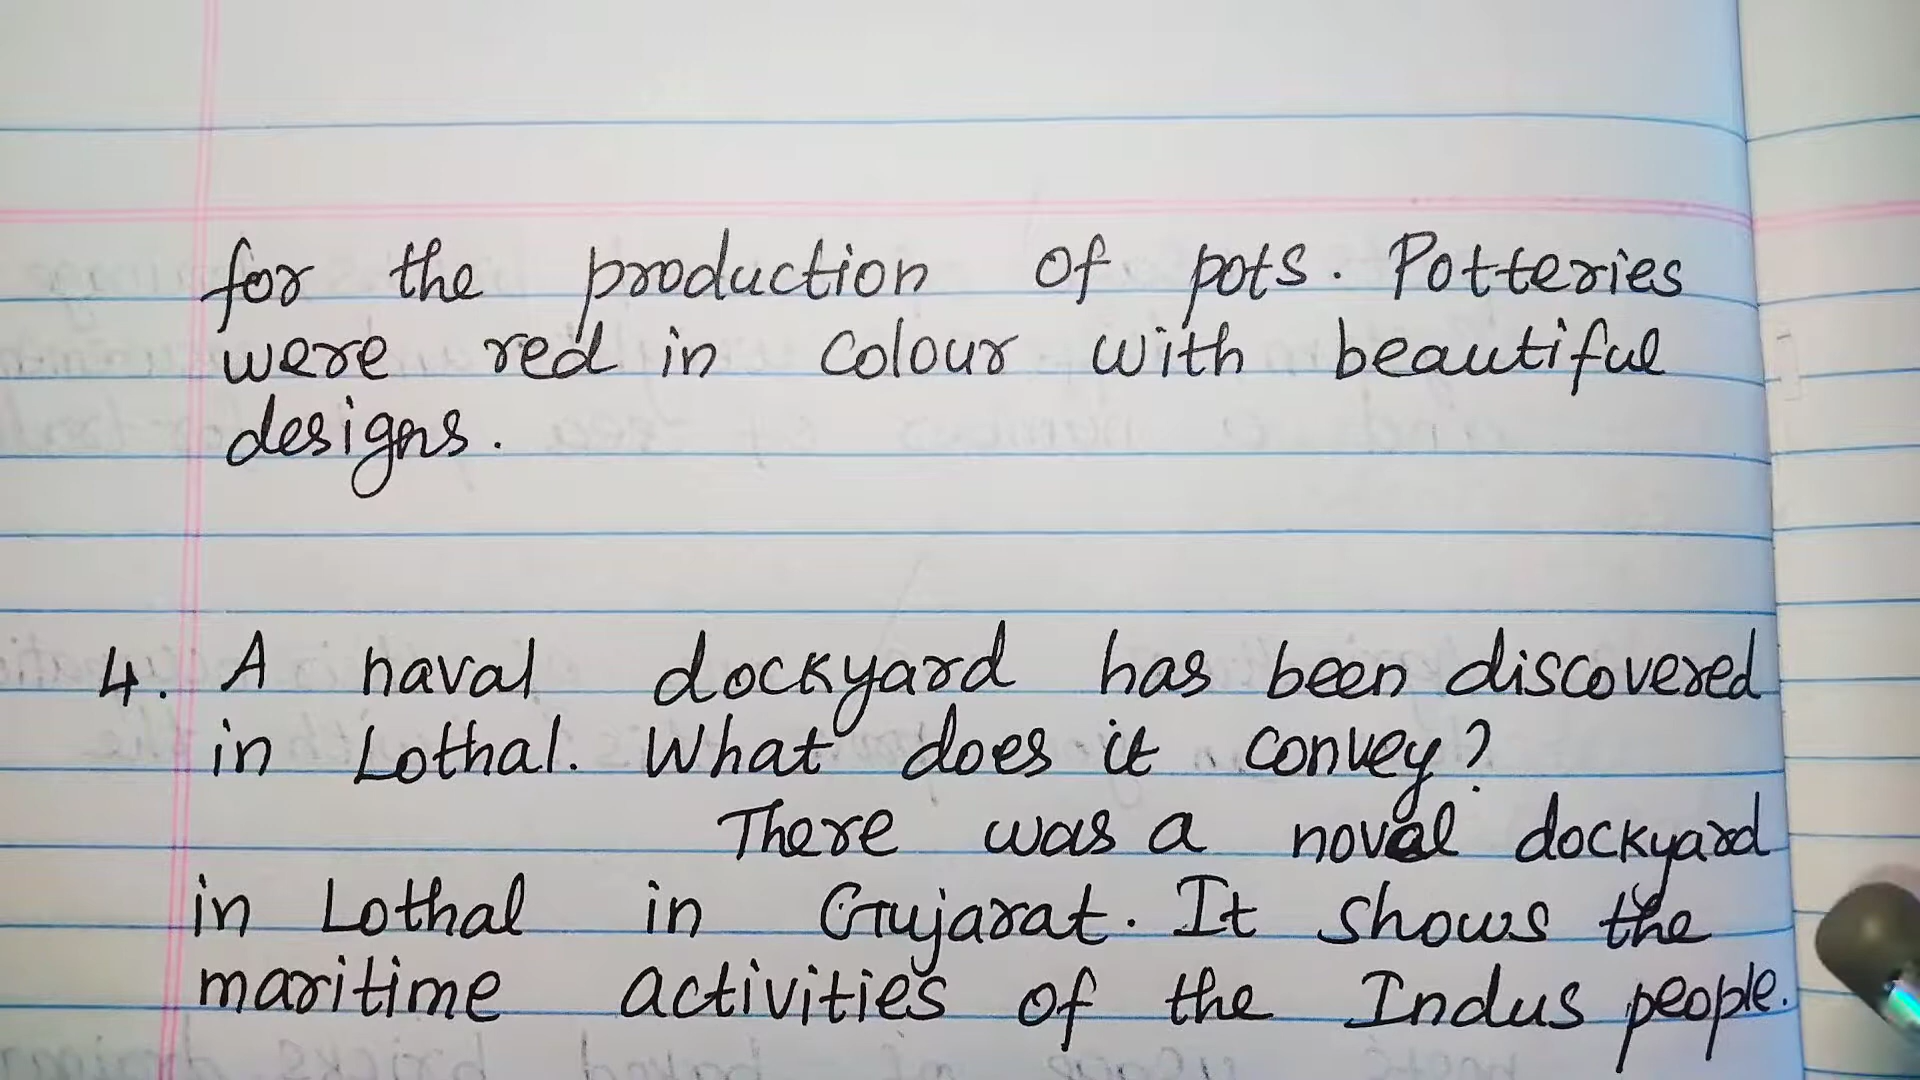 for the production of pots. Potteries
were red in colour with beautiful
designs.
4. A naval dockyard has been discovered
in Lothal. What does it convey?
There was a noval dockyard
in Lothal in Gujarat. It shows the
maritime activities of the Indus people.